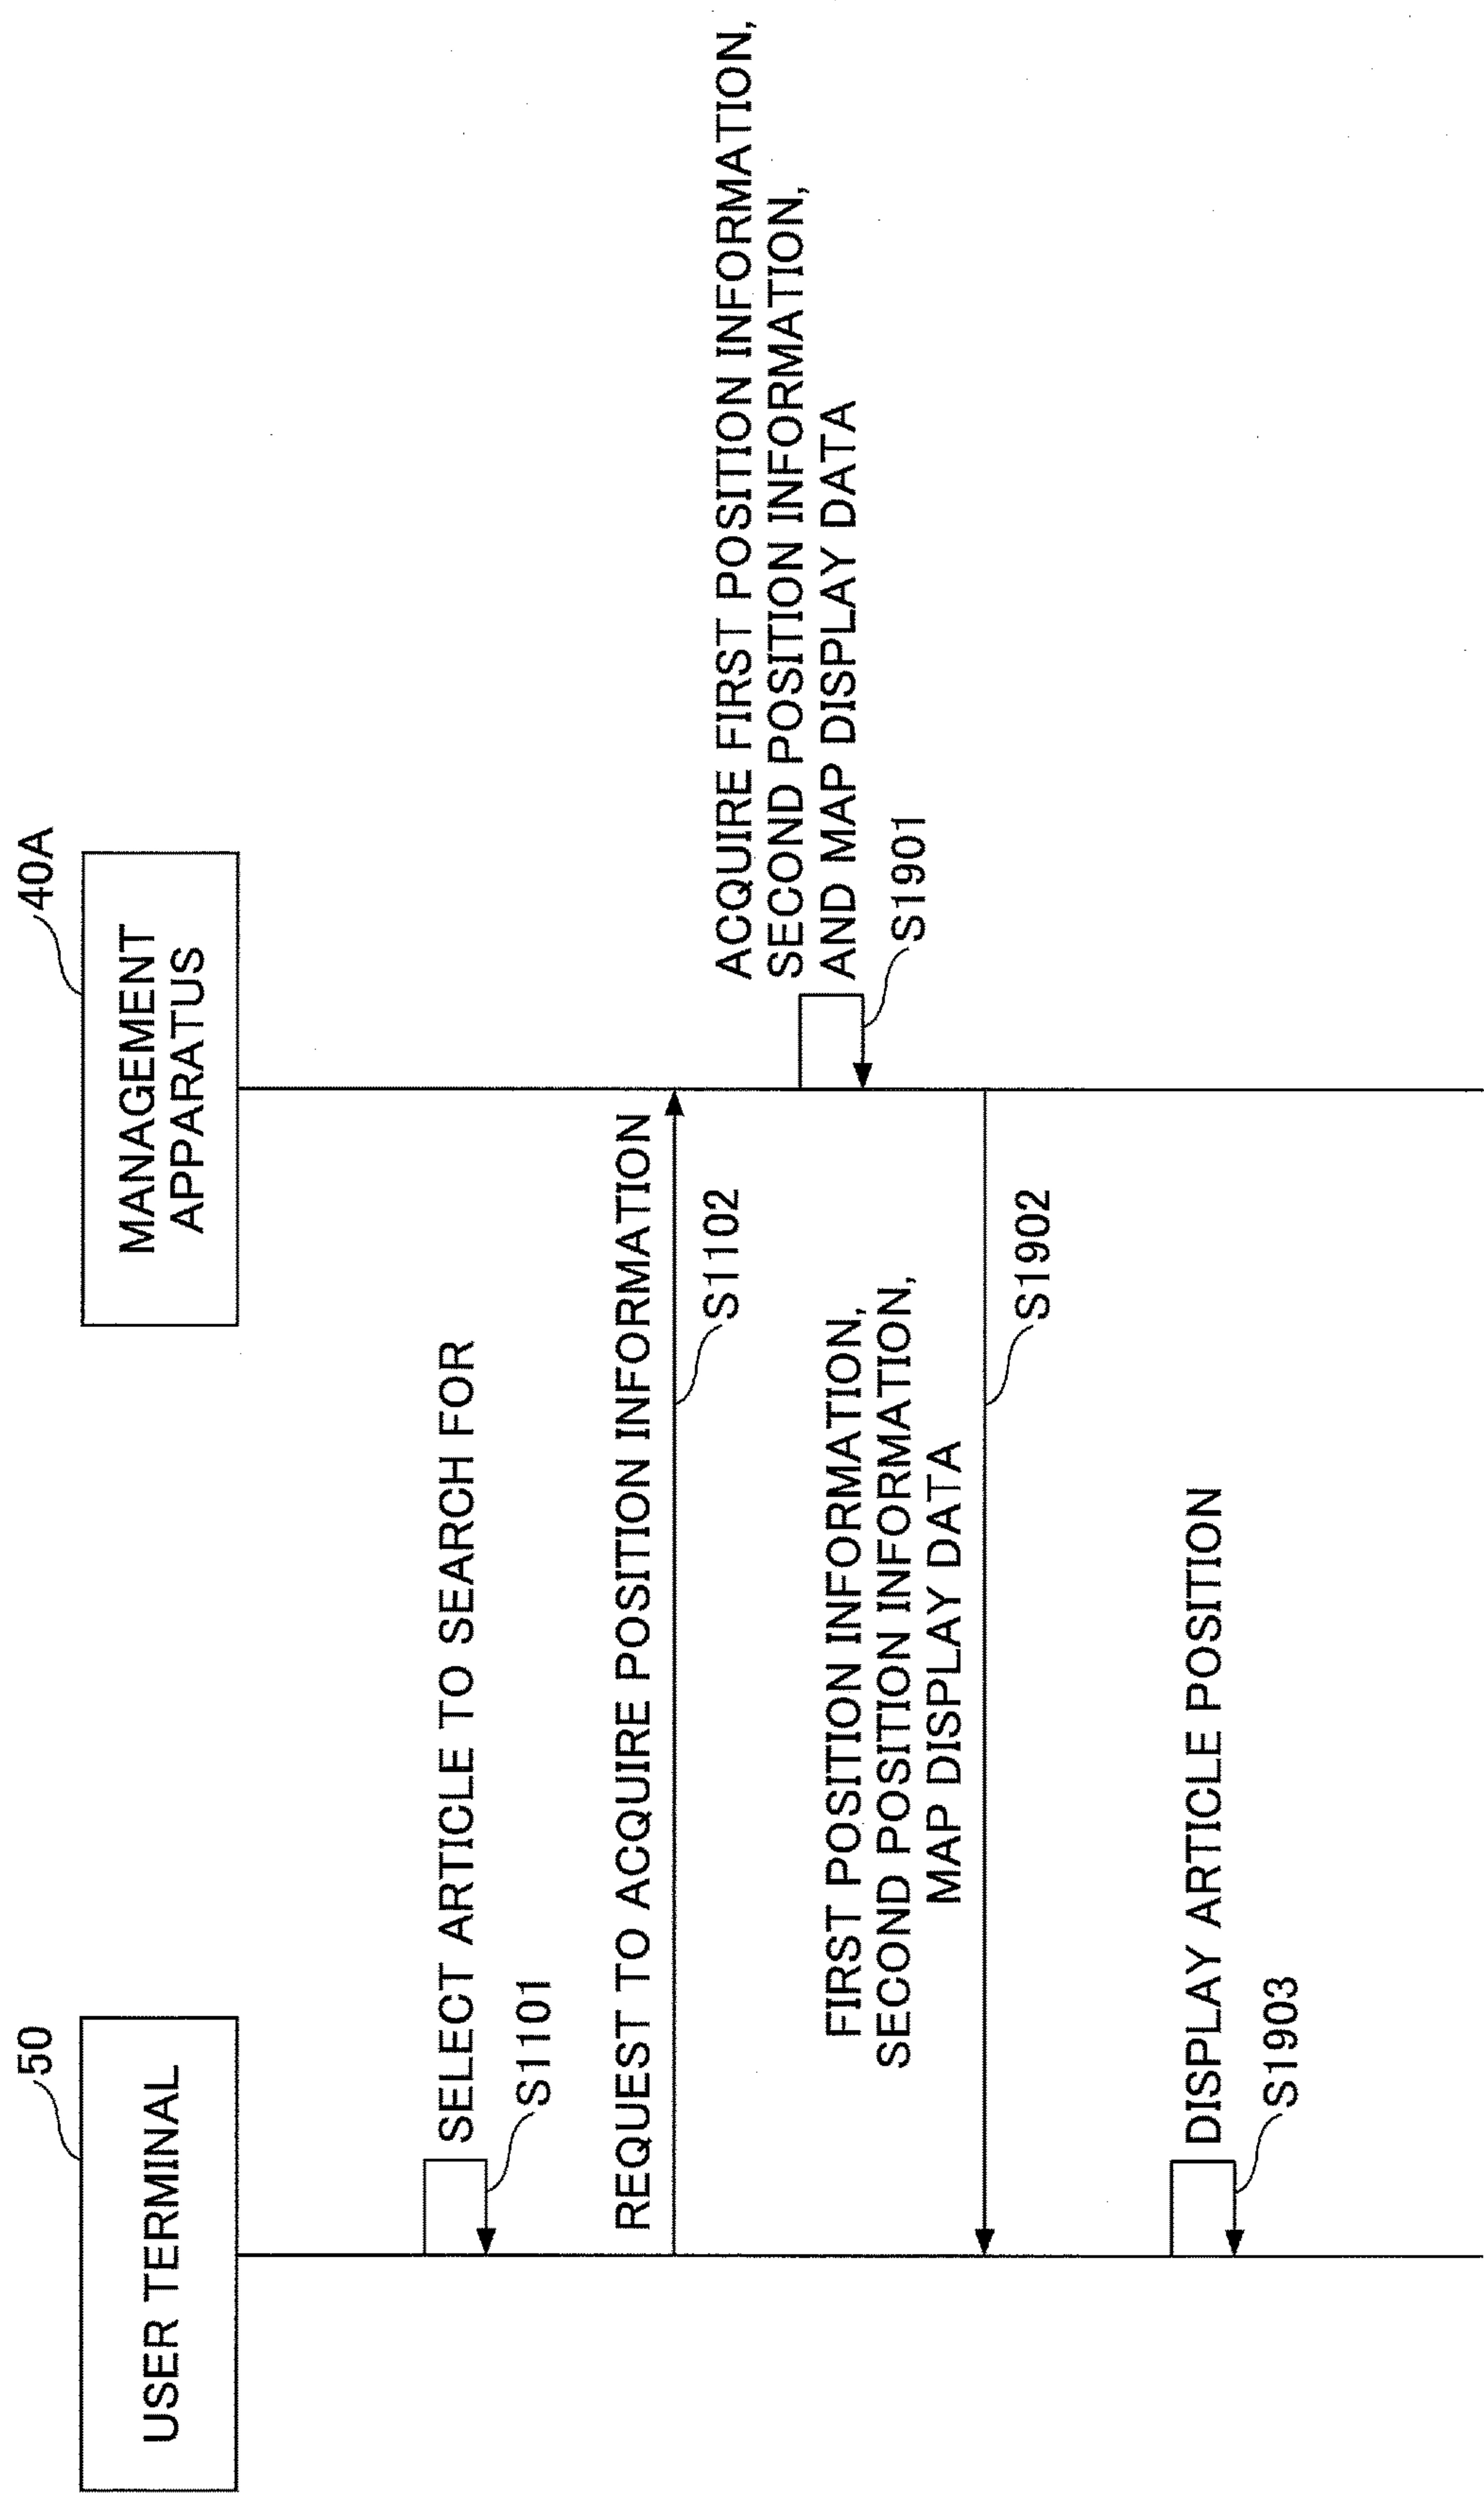 50
USER TERMINAL
40A
MANAGEMENT
APPARATUS
SELECT ARTICLE TO SEARCH FOR
S1101
REQUEST TO ACQUIRE POSITION INFORMATION
S1102
ACQUIRE FIRST POSITION INFORMATION,
SECOND POSITION INFORMATION,
AND MAP DISPLAY DATA
S1901
FIRST POSITION INFORMATION,
SECOND POSITION INFORMATION,
MAP DISPLAY DATA
S1902
DISPLAY ARTICLE POSITION
S1903